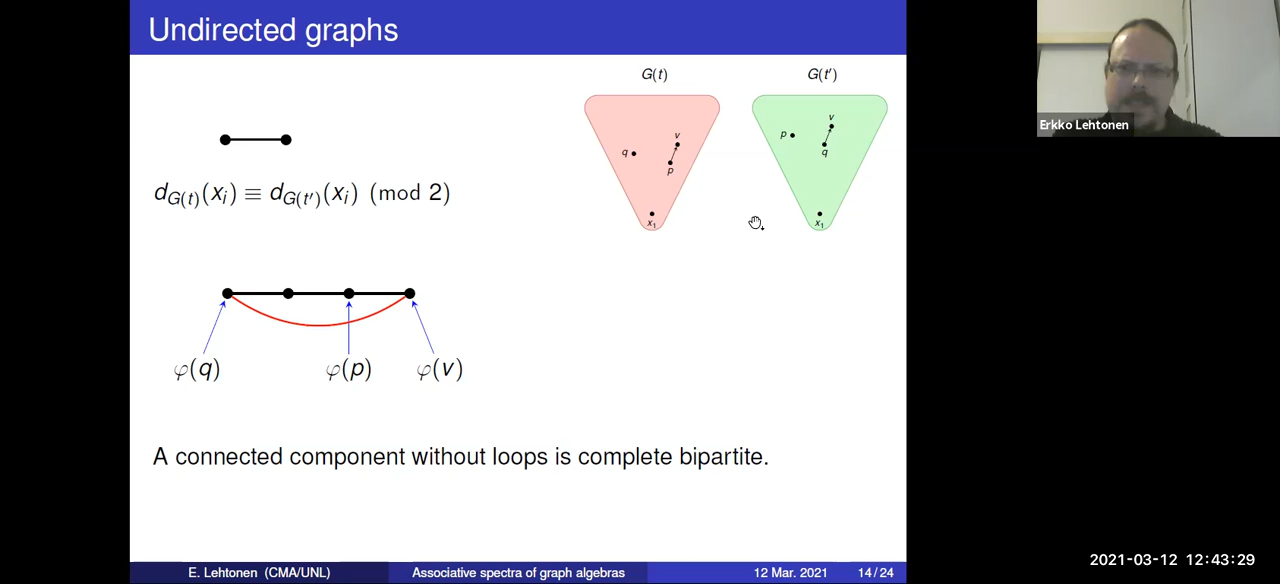 Undirected graphs
G(t)
G(t′)
v
q
p
x₁
v
p
q
x₁
d_{G(t)}(x_i) ≡ d_{G(t′)}(x_i) (mod 2)
φ(q)
φ(p)
φ(v)
A connected component without loops is complete bipartite.
E. Lehtonen (CMA/UNL)
Associative spectra of graph algebras
12 Mar. 2021
14 / 24
Erkko Lehtonen
2021-03-12 12:43:29